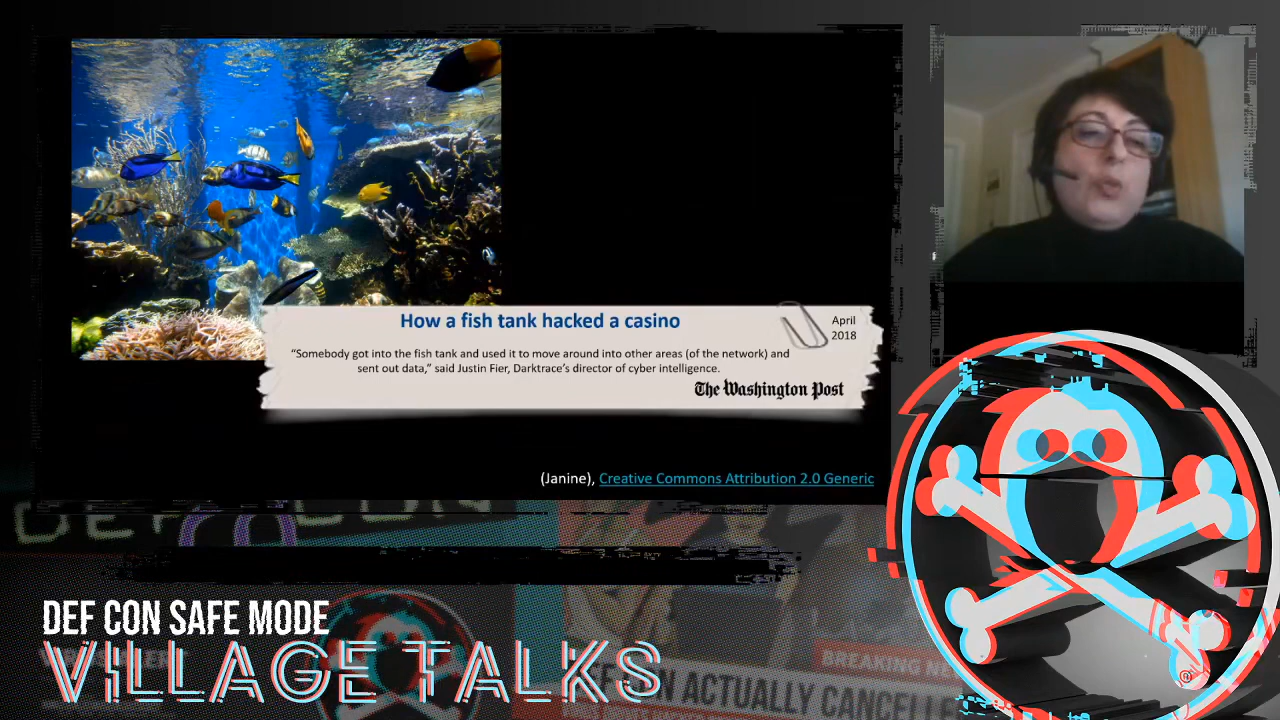 How a fish tank hacked a casino
April
2018
“Somebody got into the fish tank and used it to move around into other areas (of the network) and
sent out data,” said Justin Fier, Darktrace’s director of cyber intelligence.
The Washington Post
(Janine), Creative Commons Attribution 2.0 Generic
DEF CON
DEF CON SAFE MODE
VILLAGE TALKS
BREAKING
ACTUALLY
®